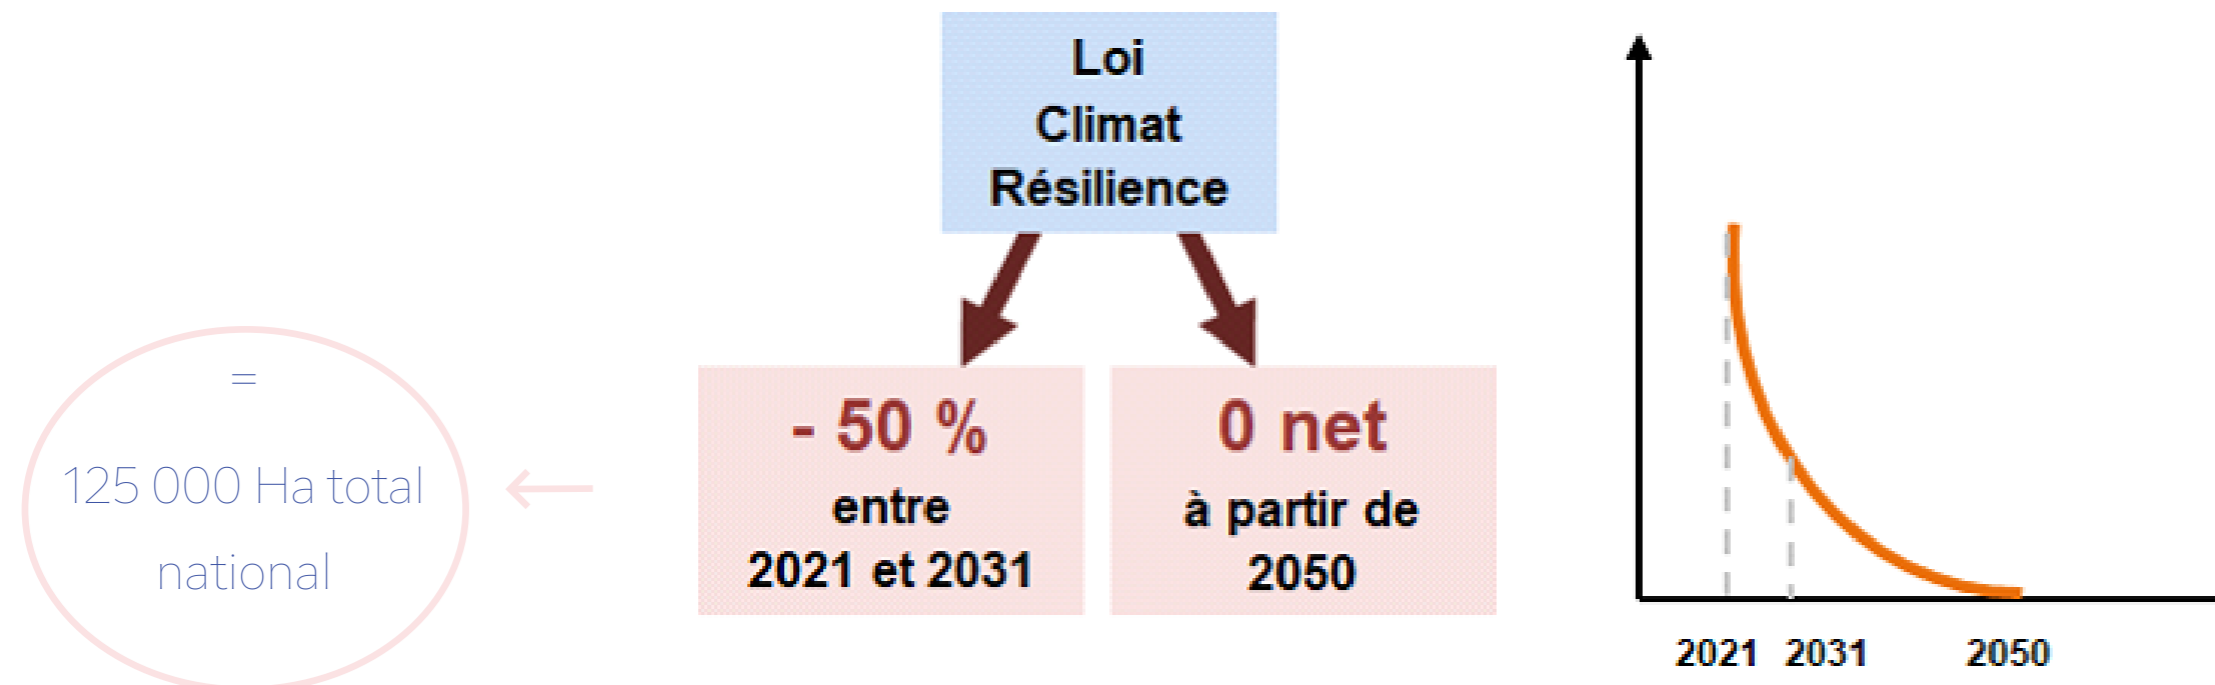 Loi
Climat
Résilience
=
125 000 Ha total
national
- 50 %
entre
2021 et 2031
0 net
à partir de
2050
2021 2031 2050